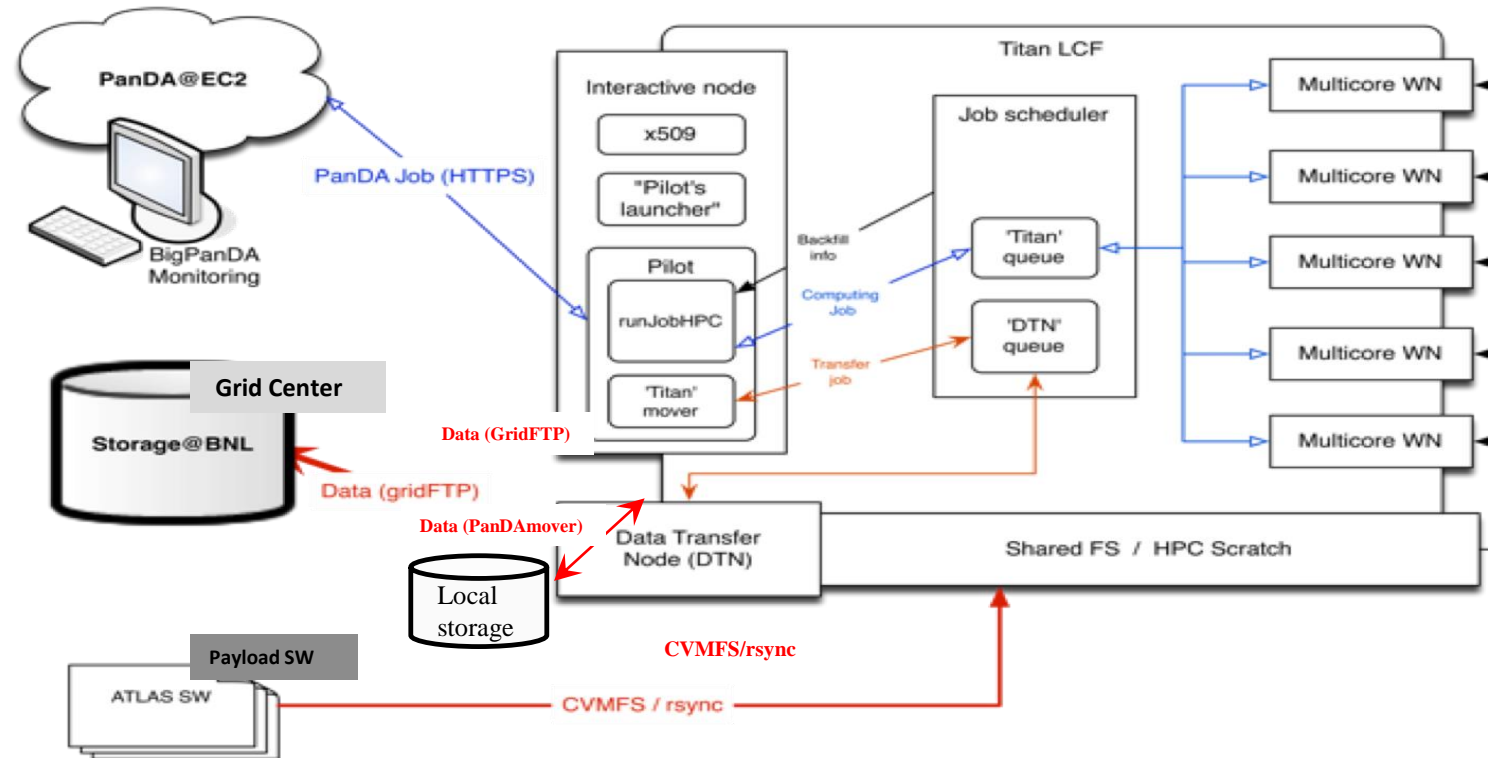 PanDA@EC2
BigPanDA
Monitoring
PanDA Job (HTTPS)
Grid Center
Storage@BNL
Data (gridFTP)
Data (GridFTP)
Data (PanDAmover)
Local
storage
Payload SW
ATLAS SW
CVMFS / rsync
CVMFS/rsync
Interactive node
x509
"Pilot's
launcher"
Pilot
runJobHPC
'Titan'
mover
Data Transfer
Node (DTN)
Shared FS / HPC Scratch
Titan LCF
Backfill
info
Computing
Job
Transfer
job
Job scheduler
'Titan'
queue
'DTN'
queue
Multicore WN
Multicore WN
Multicore WN
Multicore WN
Multicore WN